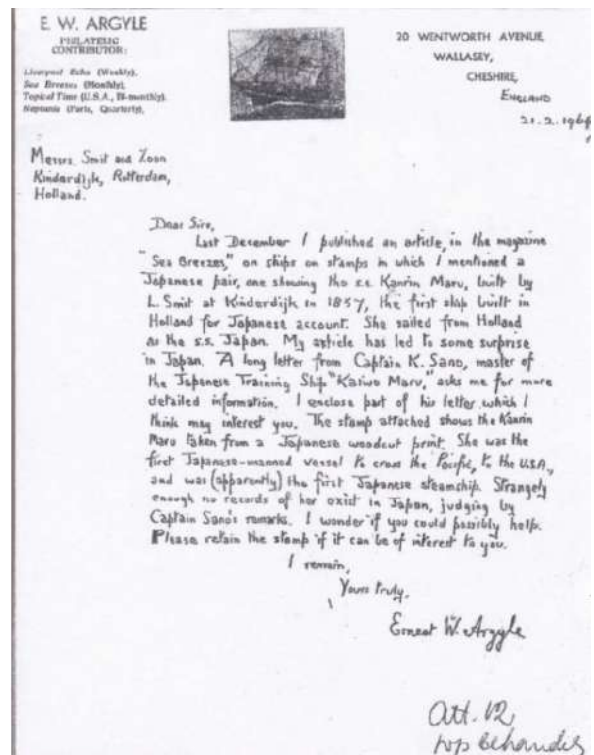 E. W. ARGYLE
PHILATELIC
CONTRIBUTOR:
Liverpool Echo (Weekly),
Sea Breezes (Monthly),
Topical Time (U.S.A., Bi-monthly).
Neptunia (Paris, Quarterly),
20 WENTWORTH AVENUE,
WALLASEY,
CHESHIRE,
ENGLAND
21.2.196
Messrs. Smit and Zoon
Kinderdijk, Rotterdam,
Holland.
Dear Sirs,
Last December I published an article, in the magazine
"Sea Breezes," on ships on stamps in which I mentioned a
Japanese pair, one showing the s.s. Kanrin Maru, built by
L. Smit at Kinderdijk in 1857, the first ship built in
Holland for Japanese account. She sailed from Holland
as the s.s. Japan. My article has led to some surprise
in Japan. A long letter from Captain K. Sano, master of
the Japanese Training Ship "Kaiwo Maru," asks me for more
detailed information. I enclose part of his letter which I
think may interest you. The stamp attached shows the Kanrin
Maru taken from a Japanese woodcut print. She was the
first Japanese-manned vessel to cross the Pacific, to the U.S.A.,
and was (apparently) the first Japanese steamship. Strangely
enough no records of her exist in Japan, judging by
Captain Sano's remarks. I wonder if you could possibly help.
Please retain the stamp if it can be of interest to you.
I remain,
Yours truly,
Ernest W. Argyle
Att. 12